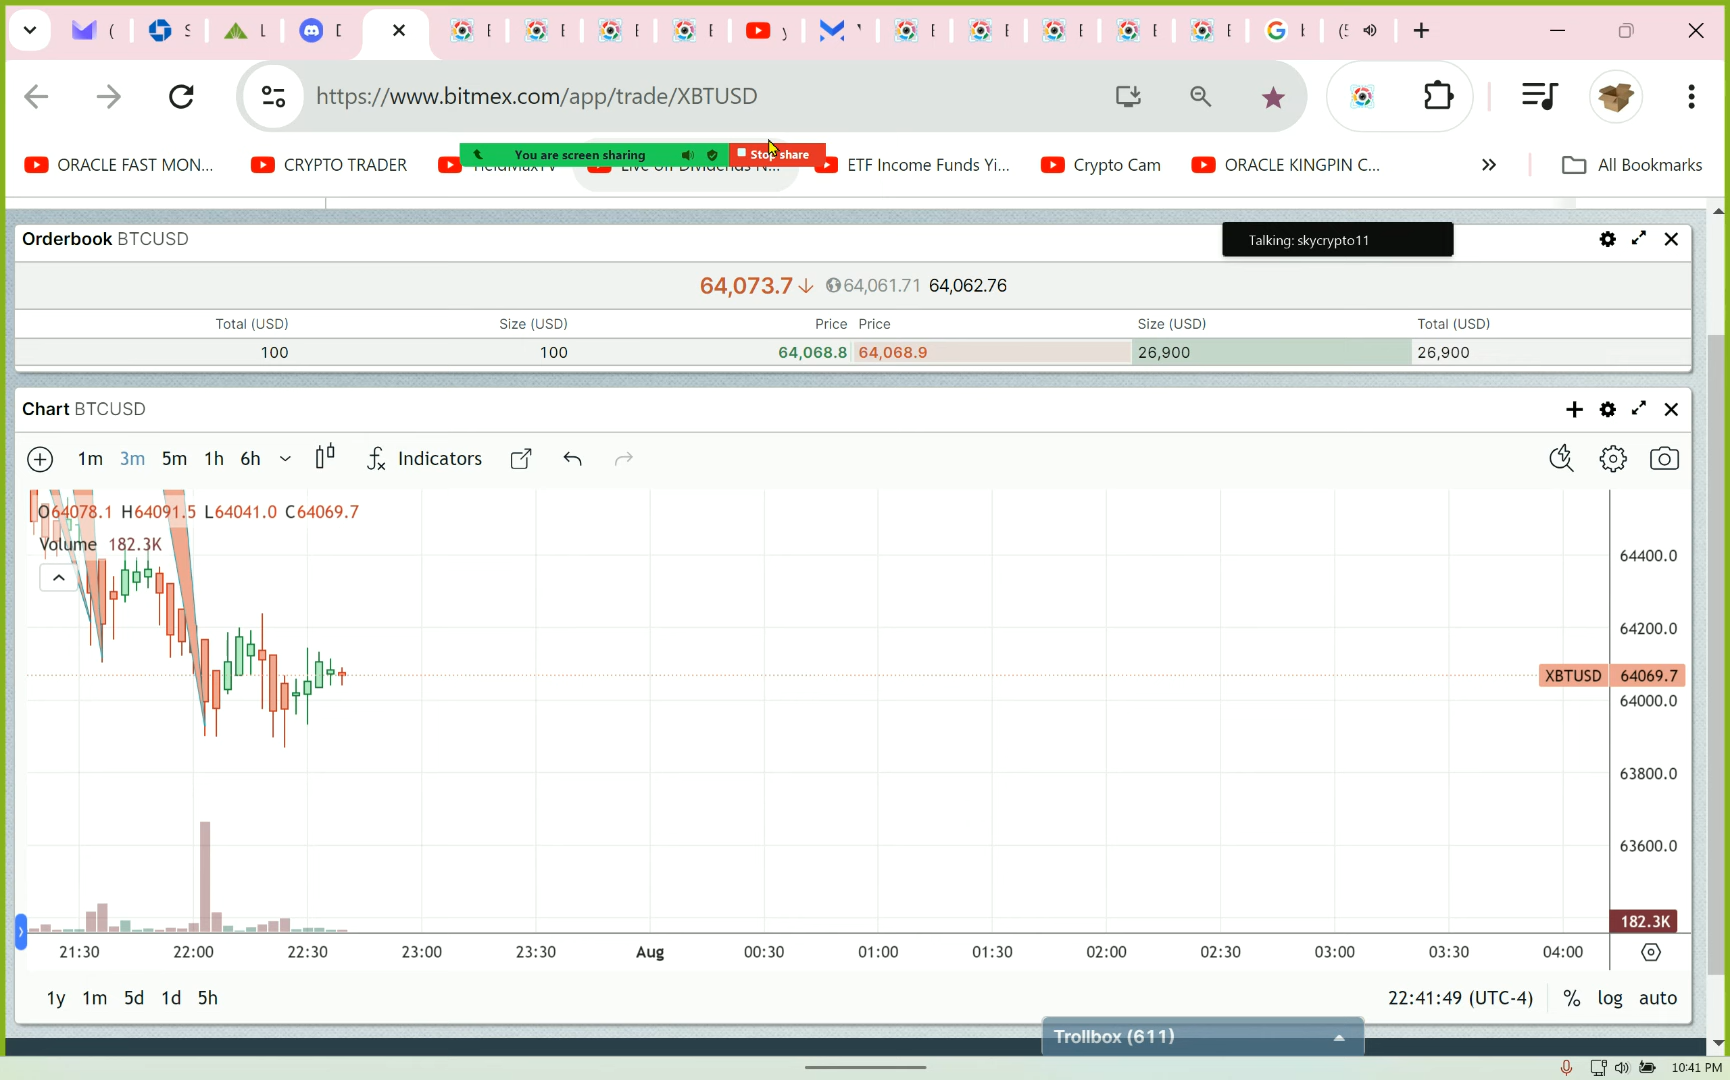 https://www.bitmex.com/app/trade/XBTUSD
ORACLE FAST MON...
CRYPTO TRADER
You are screen sharing
Stop share
ETF Income Funds Yi...
Crypto Cam
ORACLE KINGPIN C...
All Bookmarks
Orderbook BTCUSD
Talking: skycrypto11
64,073.7 64,061.71 64,062.76
Total (USD) Size (USD) Price Price Size (USD) Total (USD)
100 100 64,068.8 64,068.9 26,900 26,900
Chart BTCUSD
1m 3m 5m 1h 6h Indicators
O64078.1 H64091.5 L64041.0 C64069.7
Volume 182.3K
64400.0
64200.0
XBTUSD 64069.7
64000.0
63800.0
63600.0
182.3K
21:30 22:00 22:30 23:00 23:30 Aug 00:30 01:00 01:30 02:00 02:30 03:00 03:30 04:00
1y 1m 5d 1d 5h
22:41:49 (UTC-4) % log auto
Trollbox (611)
10:41 PM